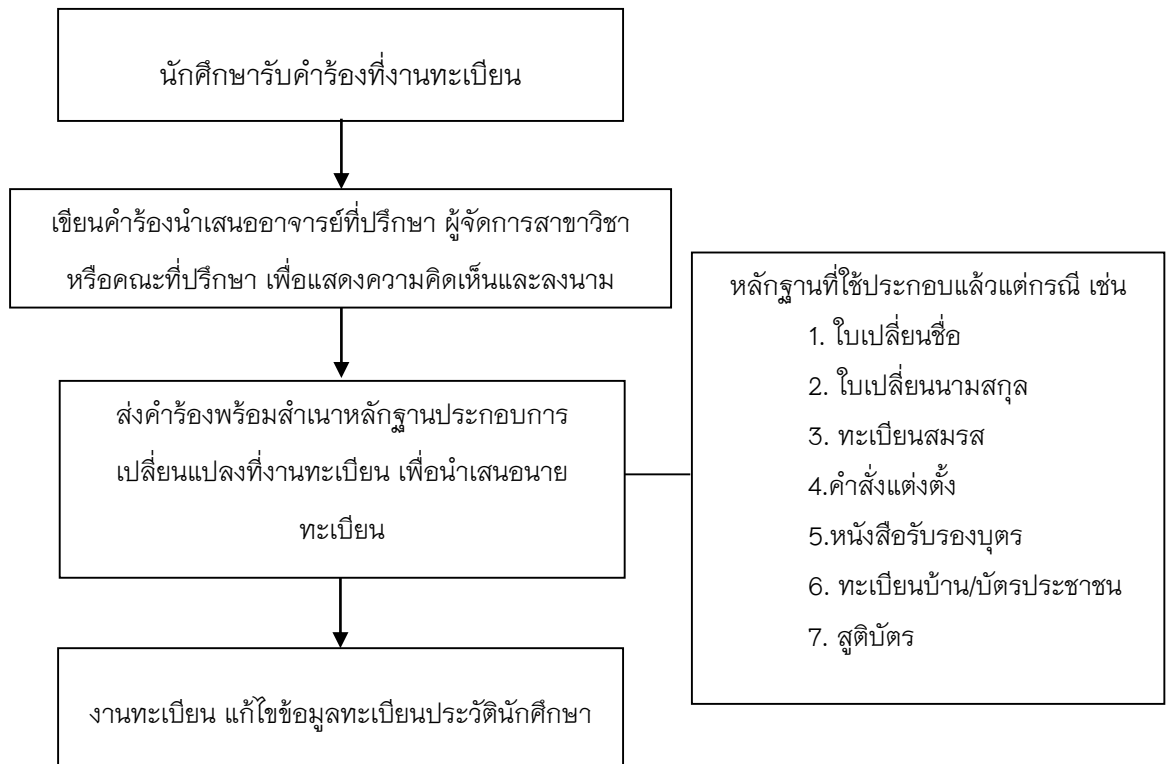 นักศึกษารับคำร้องที่งานทะเบียน
เขียนคำร้องนำเสนออาจารย์ที่ปรึกษา ผู้จัดการสาขาวิชา
หรือคณะที่ปรึกษา เพื่อแสดงความคิดเห็นและลงนาม
ส่งคำร้องพร้อมสำเนาหลักฐานประกอบการ
เปลี่ยนแปลงที่งานทะเบียน เพื่อนำเสนอนาย
ทะเบียน
หลักฐานที่ใช้ประกอบแล้วแต่กรณี เช่น
1. ใบเปลี่ยนชื่อ
2. ใบเปลี่ยนนามสกุล
3. ทะเบียนสมรส
4.คำสั่งแต่งตั้ง
5.หนังสือรับรองบุตร
6. ทะเบียนบ้าน/บัตรประชาชน
7. สูติบัตร
งานทะเบียน แก้ไขข้อมูลทะเบียนประวัตินักศึกษา